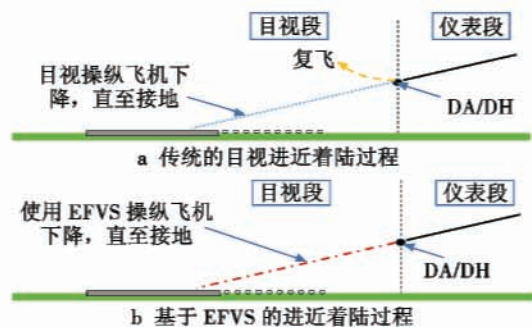 目视段
仪表段
复飞
目视操纵飞机下
降，直至接地
DA/DH
a 传统的目视进近着陆过程
目视段
仪表段
使用 EFVS 操纵飞机
下降，直至接地
DA/DH
b 基于 EFVS 的进近着陆过程